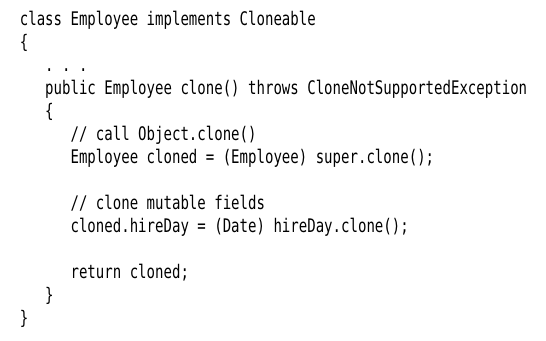 class Employee implements Cloneable
{
   . . .
   public Employee clone() throws CloneNotSupportedException
   {
      // call Object.clone()
      Employee cloned = (Employee) super.clone();

      // clone mutable fields
      cloned.hireDay = (Date) hireDay.clone();

      return cloned;
   }
}